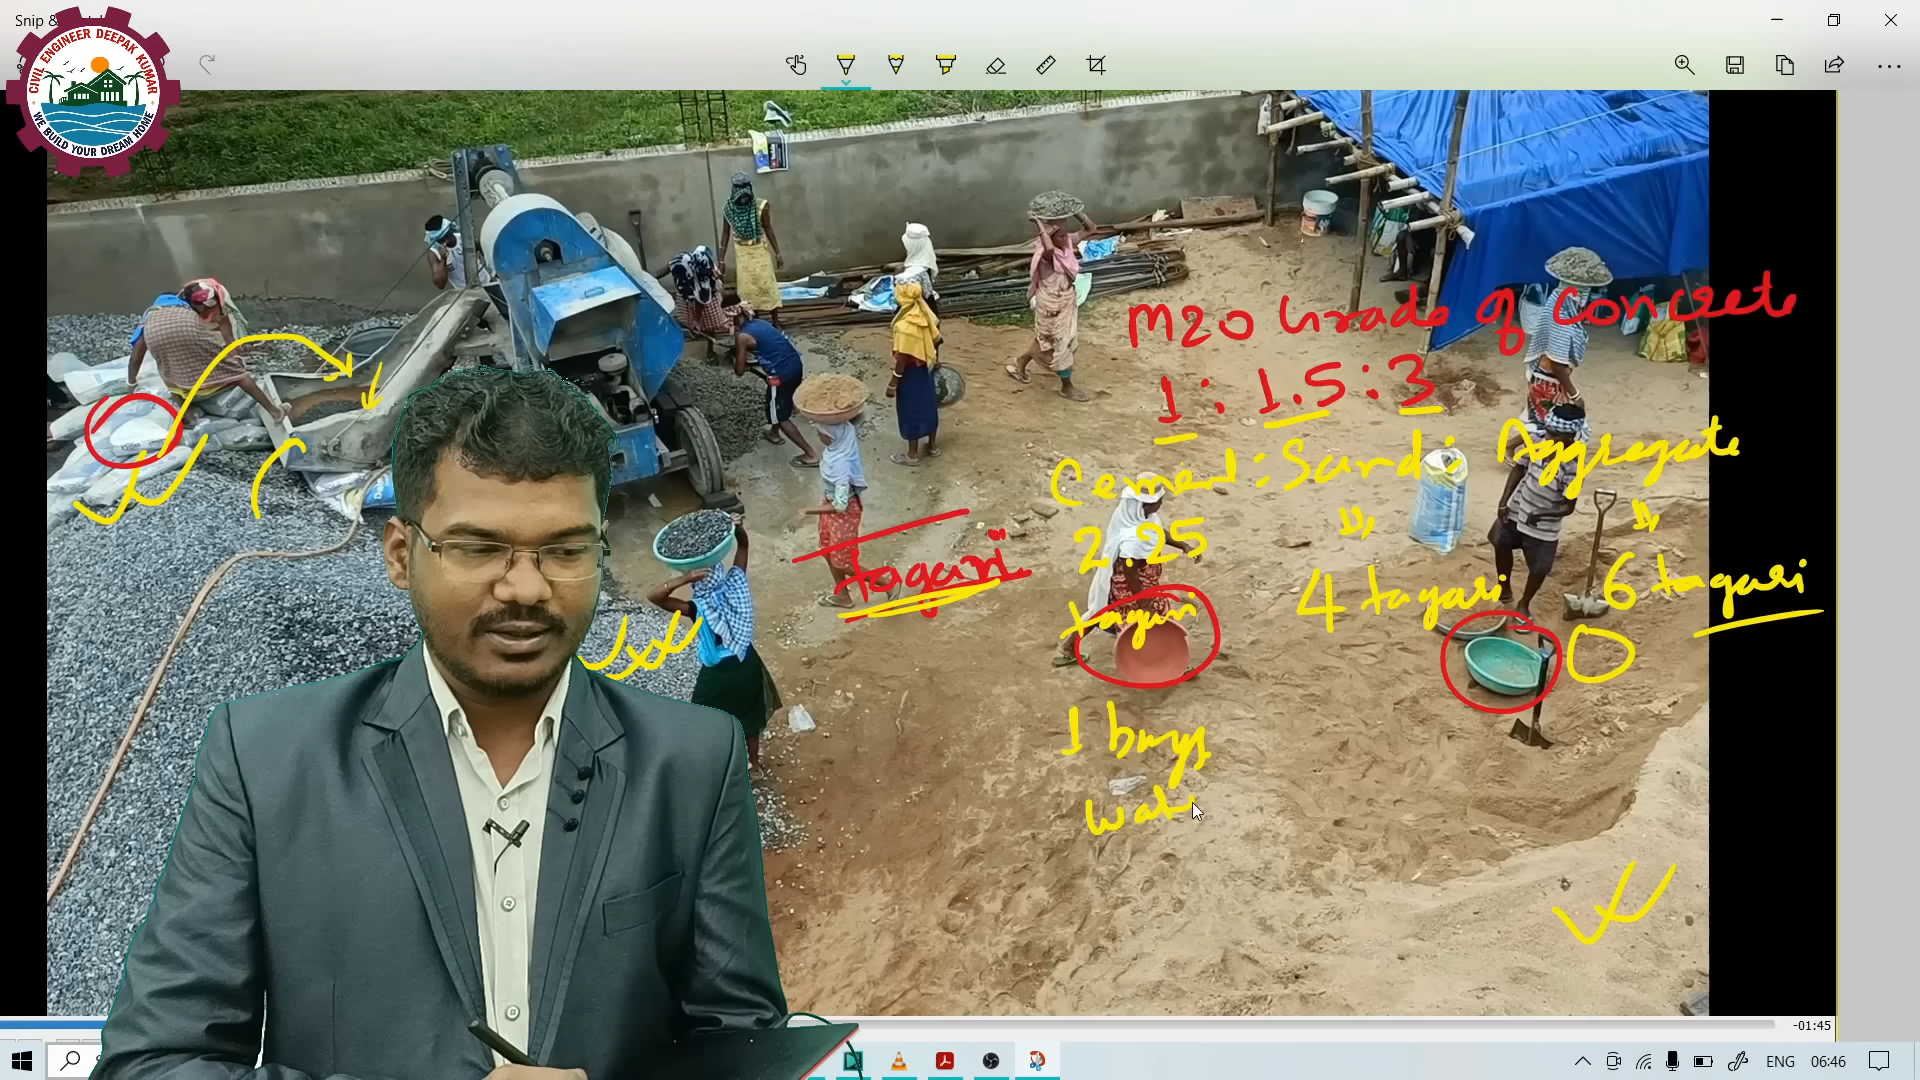 Snip &
CIVIL ENGINEER DEEPAK KUMAR
WE BUILD YOUR DREAM HOME
M20 Grade of Concrete
1 : 1.5 : 3
Cement : Sand : Aggregate
2.25
tagari
4 tagari
6 tagari
tagari
1 bags
Wate
-01:45
ENG
06:46